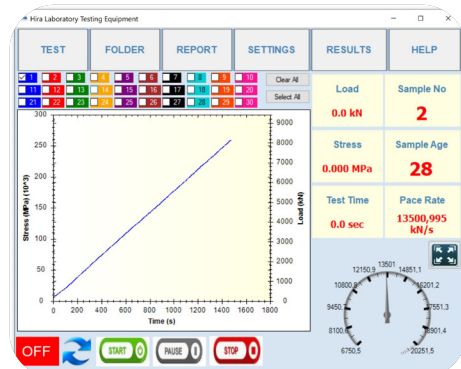 Hira Laboratory Testing Equipment
TEST FOLDER REPORT SETTINGS RESULTS HELP
1 2 3 4 5 6 7 8 9 10 Clear All
11 12 13 14 15 16 17 18 19 20
21 22 23 24 25 26 27 28 29 30 Select All
Load Sample No
0.0 kN 2
Stress Sample Age
0.000 MPa 28
Test Time Pace Rate
0.0 sec 13500,995
kN/s
300
250
200
150
100
50
0
Stress (MPa) (10^3)
9000
8000
7000
6000
5000
4000
3000
2000
1000
0
Load (kN)
0 200 400 600 800 1000 1200 1400 1600 1800
Time (s)
13501
12150,9 14851,1
10800,8 16201.2
9450,7 17551,3
8100,6 18901,4
6750,5 20251,5
OFF START PAUSE STOP